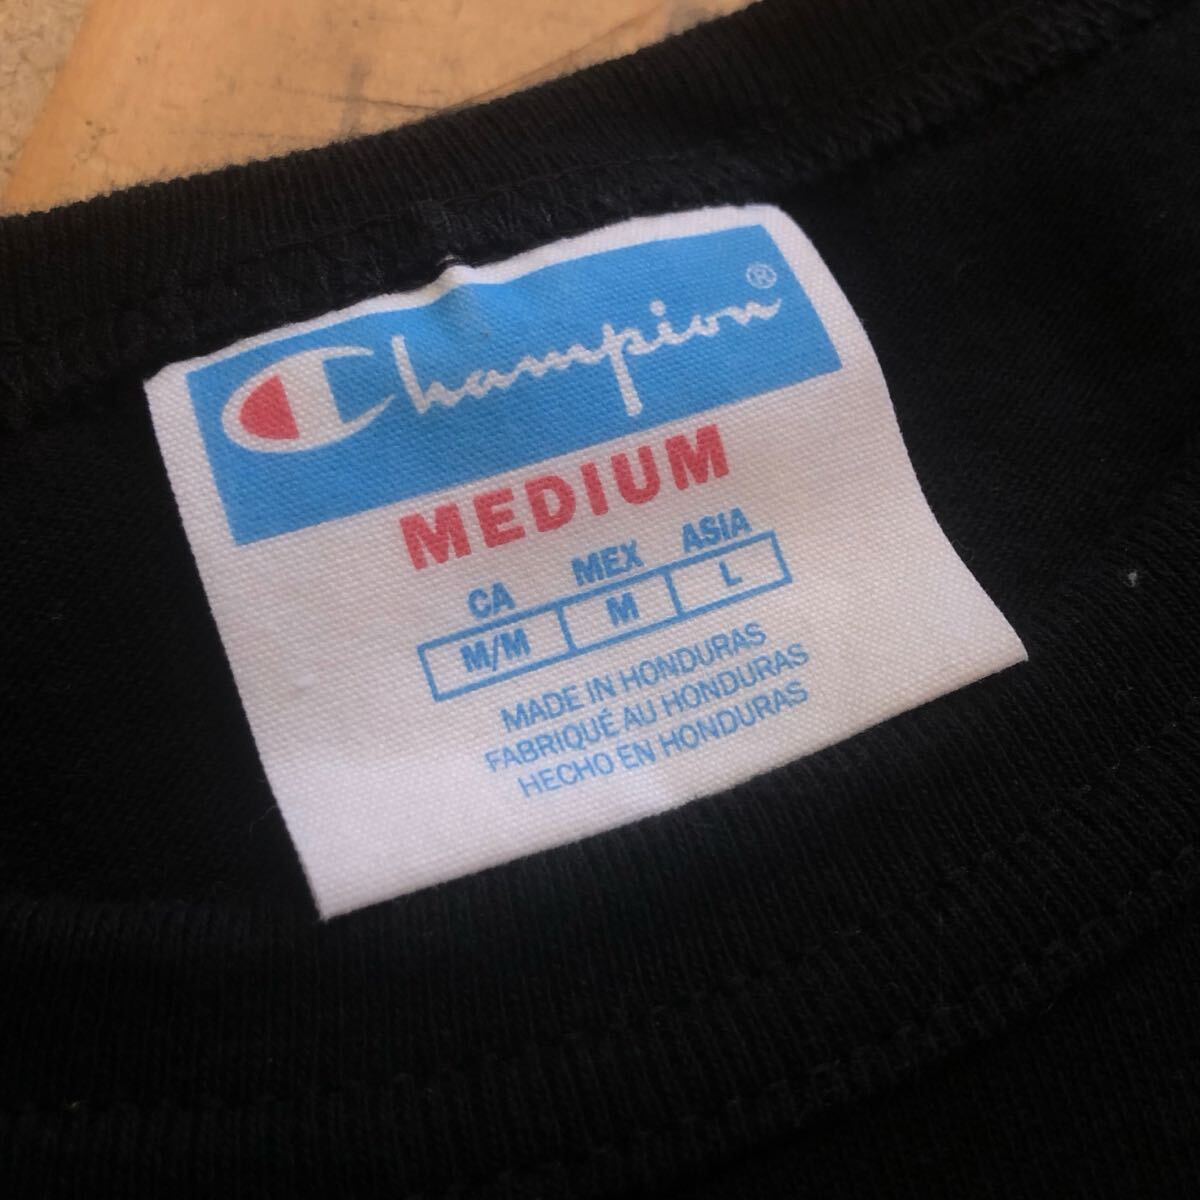 Champion®
MEDIUM
CA MEX ASIA
M/M M L
MADE IN HONDURAS
FABRIQUÉ AU HONDURAS
HECHO EN HONDURAS